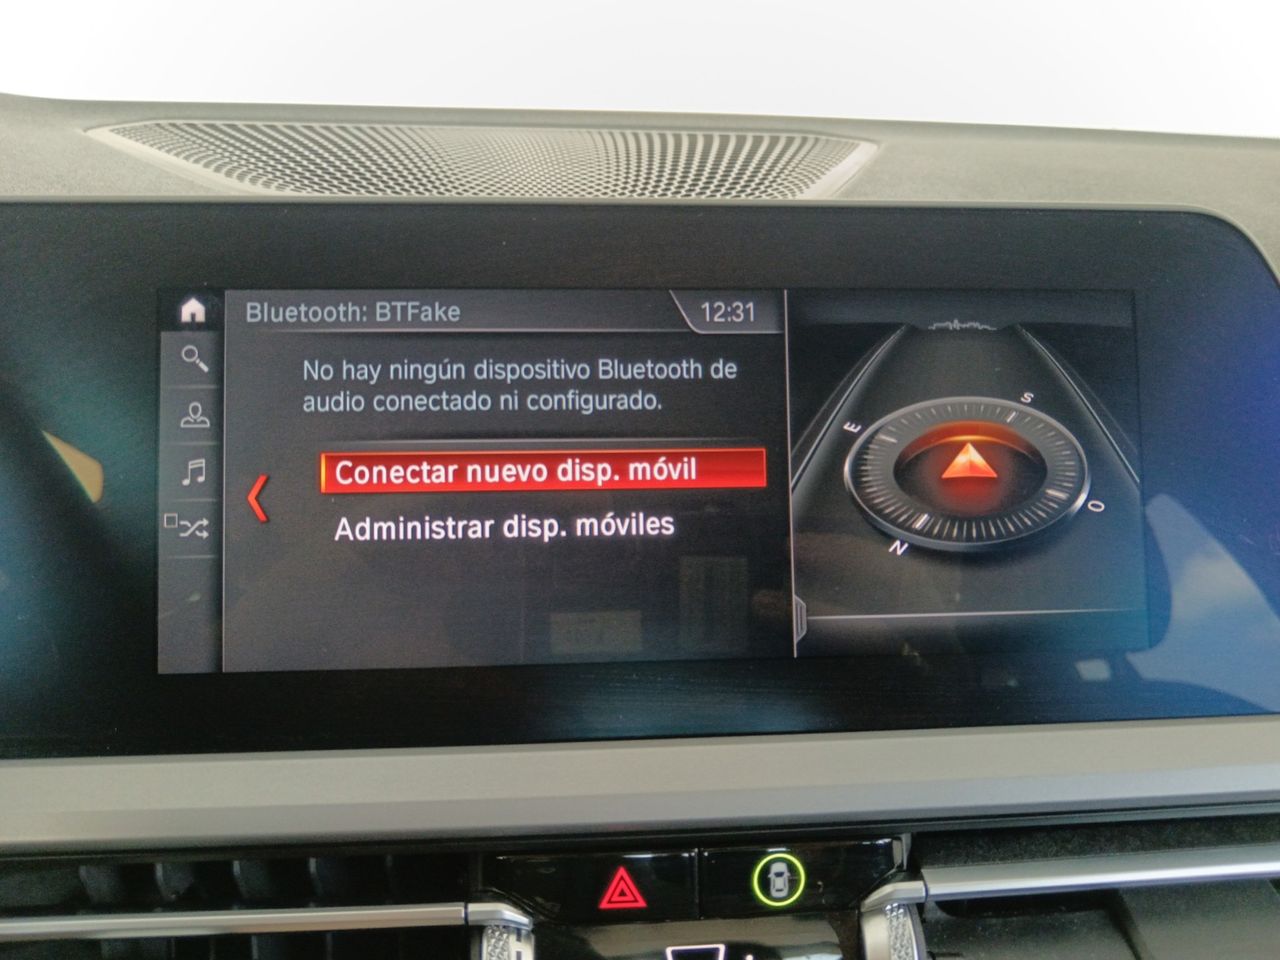 Bluetooth: BTFake
12:31
No hay ningún dispositivo Bluetooth de
audio conectado ni configurado.
Conectar nuevo disp. móvil
Administrar disp. móviles
S
E
O
N